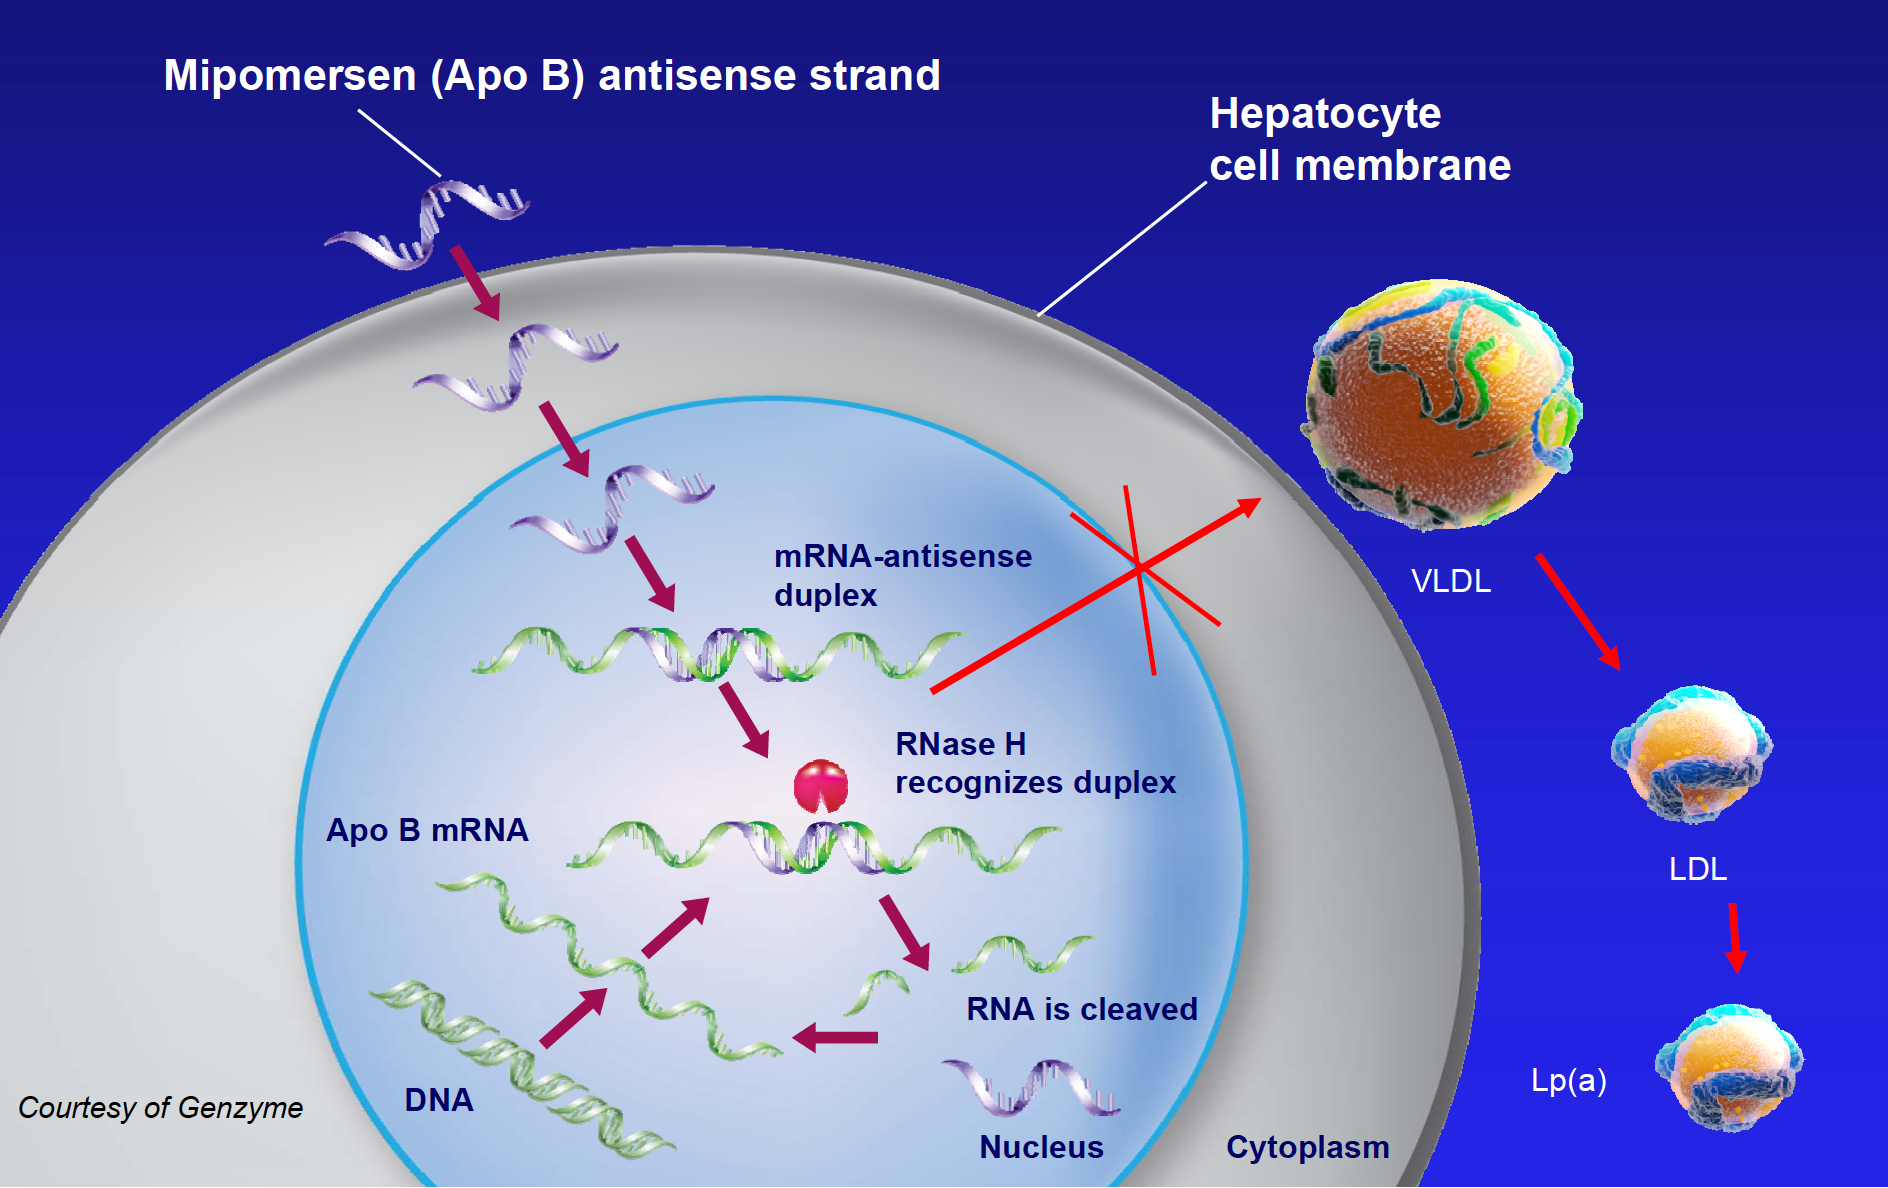 Mipomersen (Apo B) antisense strand
Hepatocyte
cell membrane
mRNA-antisense
duplex
VLDL
RNase H
recognizes duplex
Apo B mRNA
LDL
RNA is cleaved
Lp(a)
DNA
Courtesy of Genzyme
Nucleus
Cytoplasm